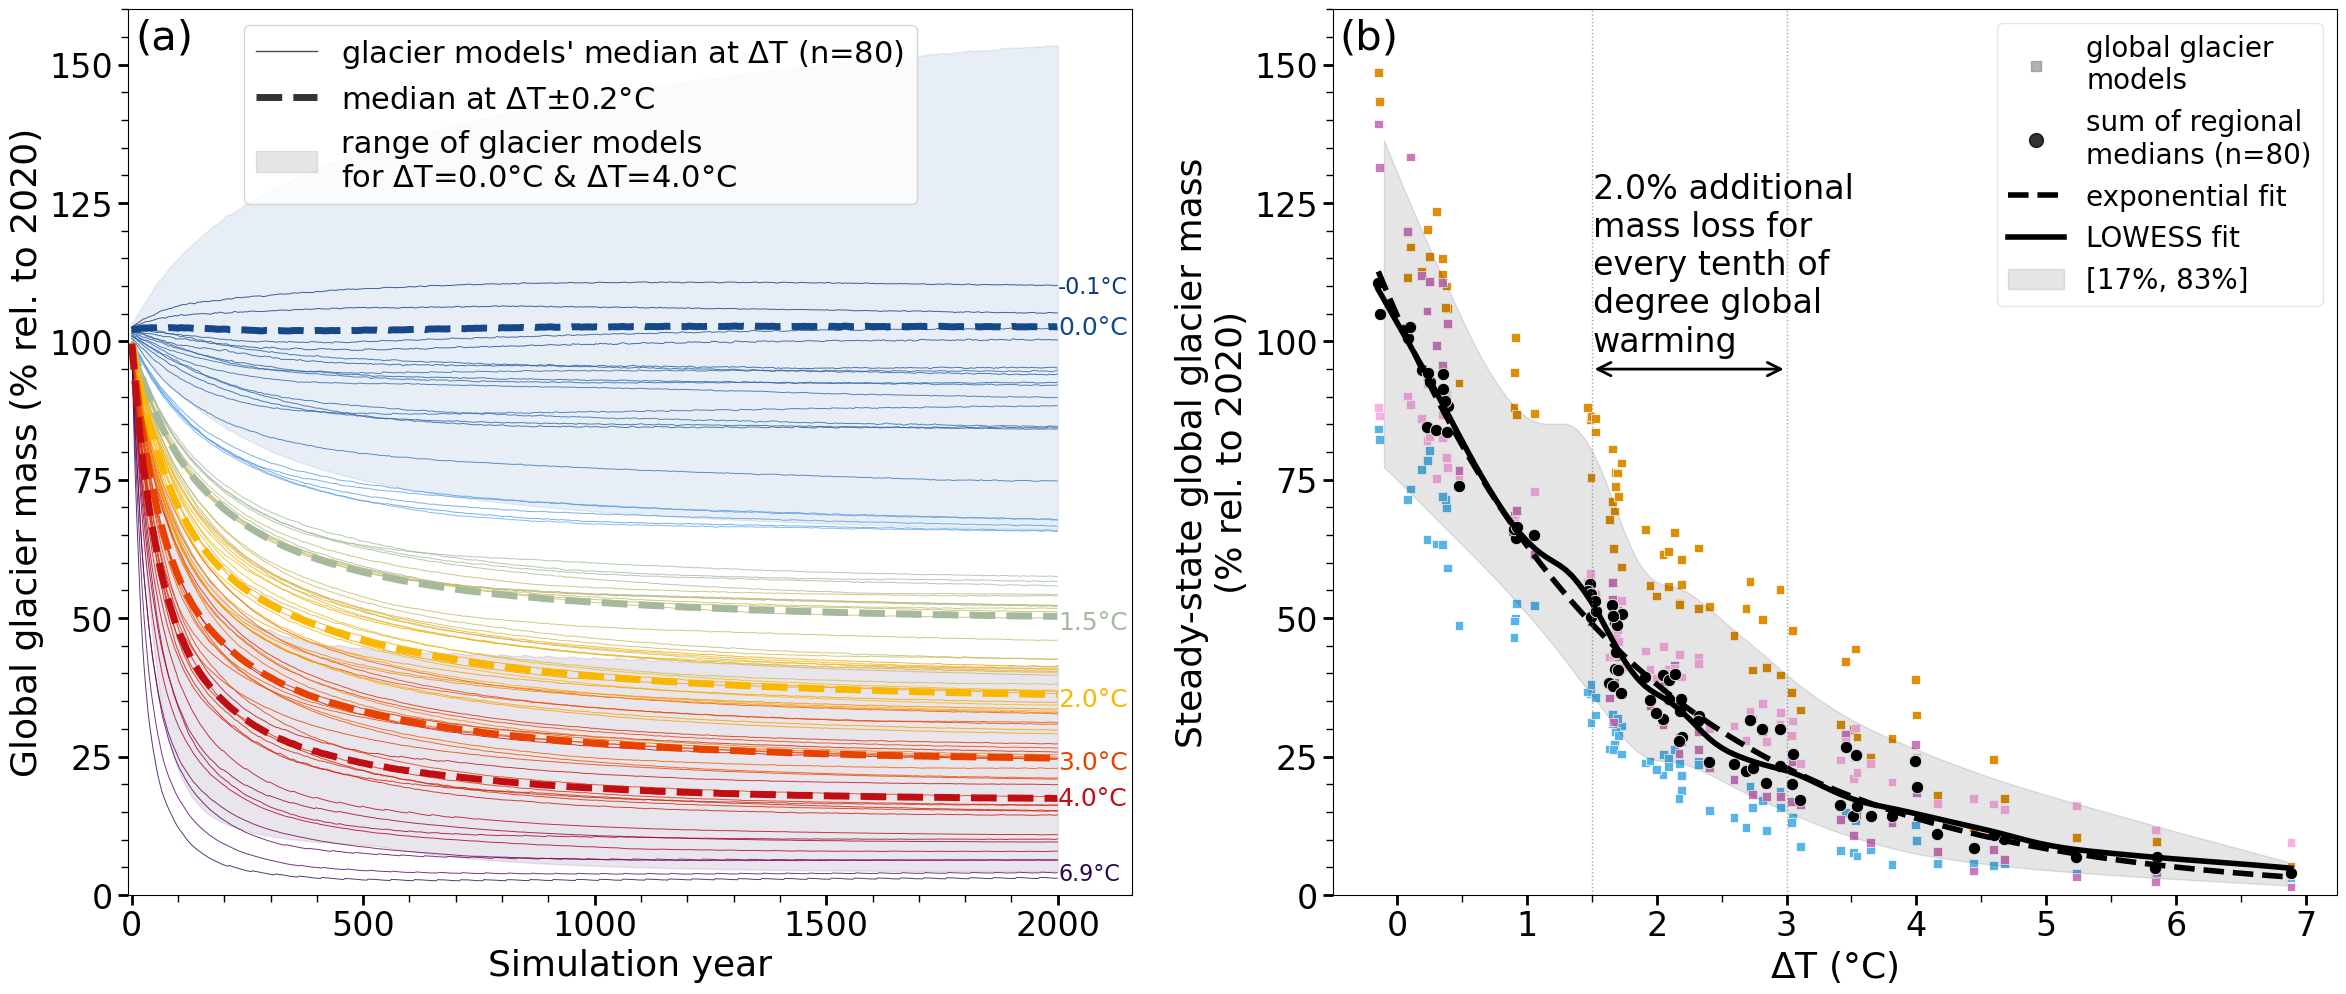 (a)
glacier models' median at ΔT (n=80)
median at ΔT±0.2°C
range of glacier models
for ΔT=0.0°C & ΔT=4.0°C
Global glacier mass (% rel. to 2020)
150
125
100
75
50
25
0
-0.1°C
0.0°C
1.5°C
2.0°C
3.0°C
4.0°C
6.9°C
0 500 1000 1500 2000
Simulation year
(b)
global glacier
models
sum of regional
medians (n=80)
exponential fit
LOWESS fit
[17%, 83%]
2.0% additional
mass loss for
every tenth of
degree global
warming
Steady-state global glacier mass
(% rel. to 2020)
150
125
100
75
50
25
0
0 1 2 3 4 5 6 7
ΔT (°C)